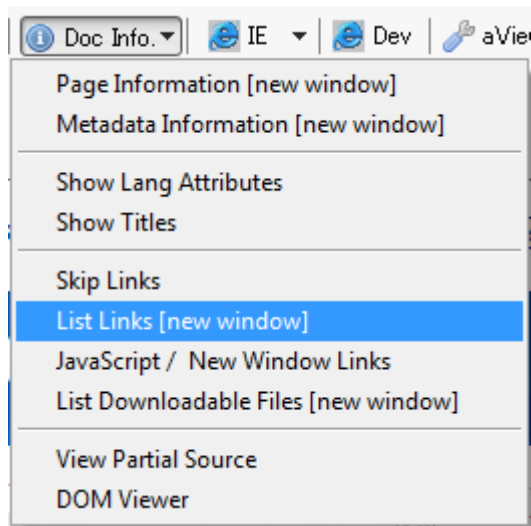 Doc Info. IE Dev aVie
Page Information [new window]
Metadata Information [new window]
Show Lang Attributes
Show Titles
Skip Links
List Links [new window]
JavaScript / New Window Links
List Downloadable Files [new window]
View Partial Source
DOM Viewer